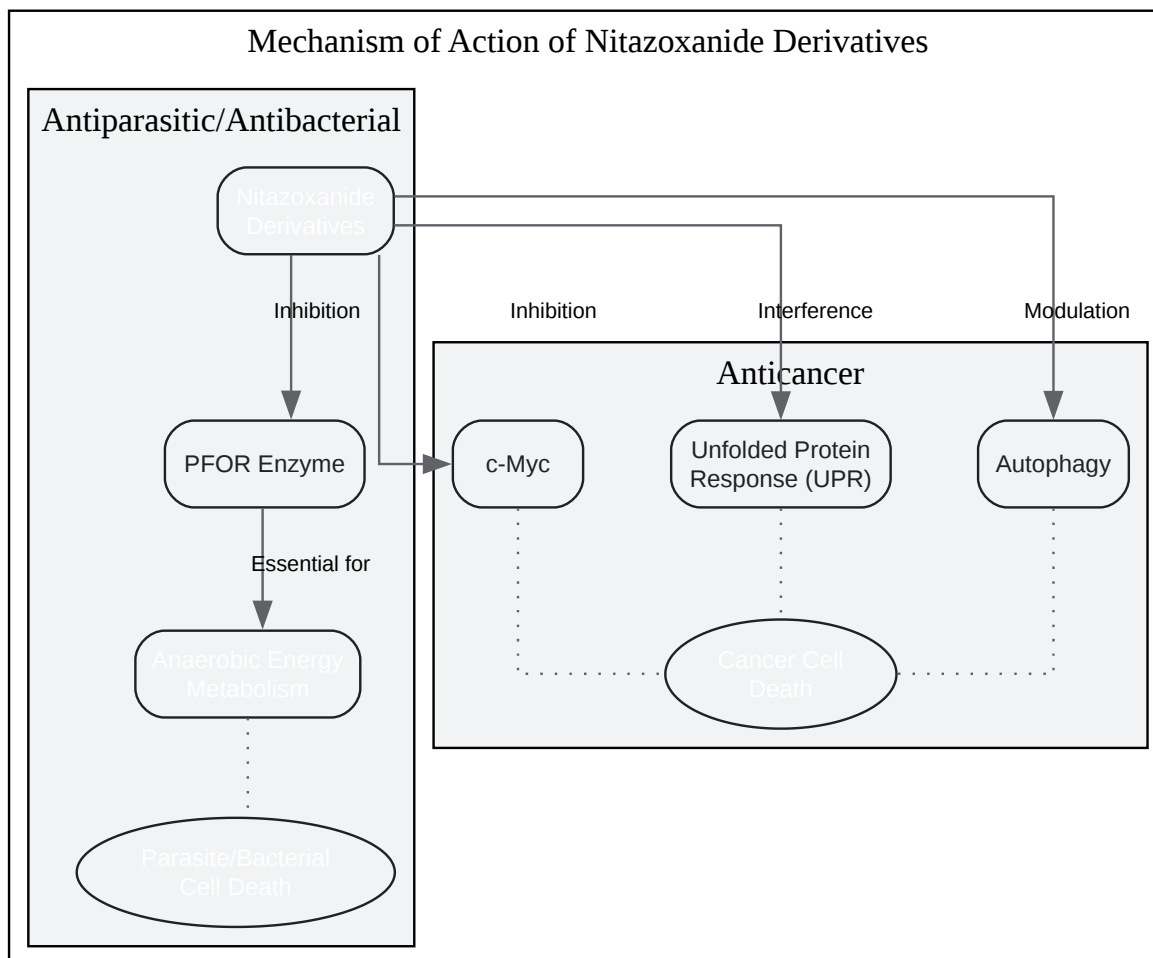 Mechanism of Action of Nitazoxanide Derivatives
Antiparasitic/Antibacterial
Nitazoxanide
Derivatives
Inhibition
Inhibition
Interference
Modulation
Anticancer
PFOR Enzyme
c-Myc
Unfolded Protein
Response (UPR)
Autophagy
Essential for
Anaerobic Energy
Metabolism
Cancer Cell
Death
Parasite/Bacterial
Cell Death